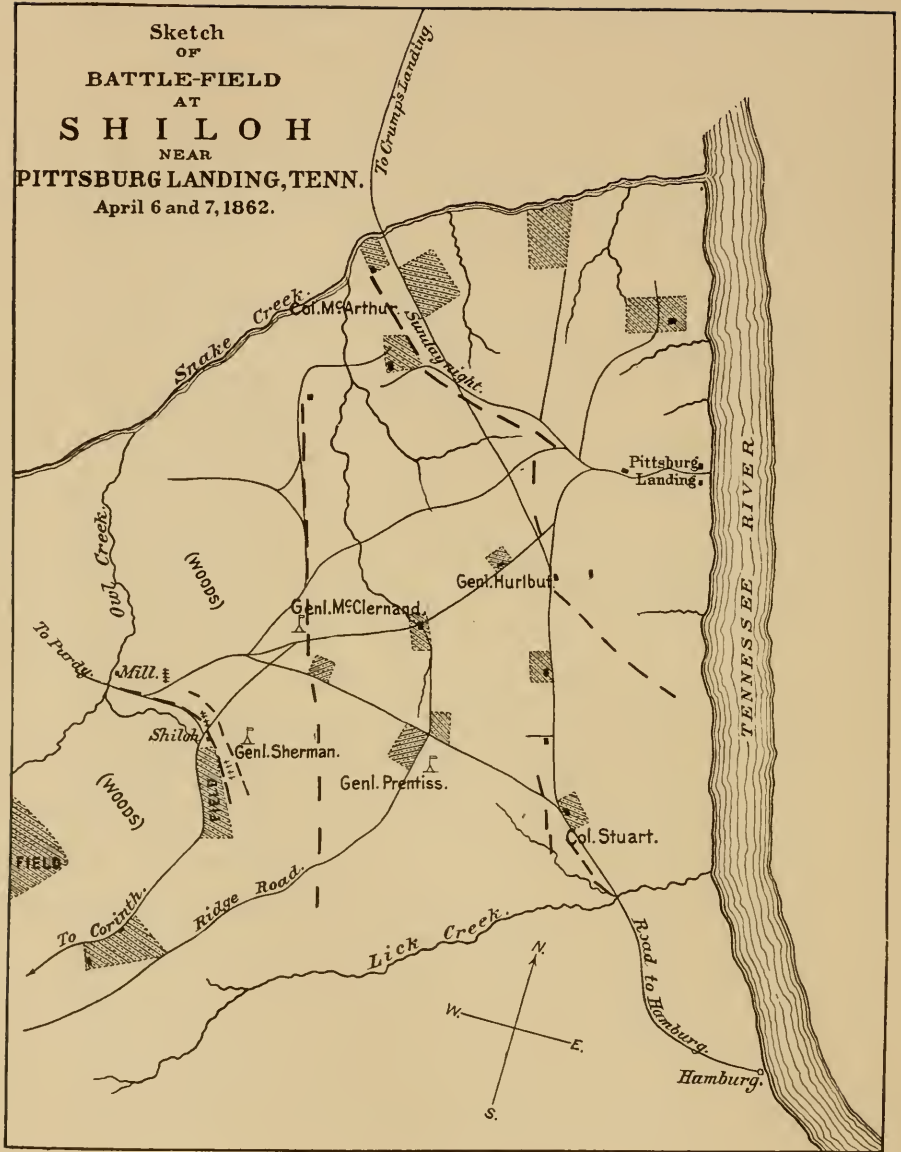 Sketch
OF
BATTLE-FIELD
AT
SHILOH
NEAR
PITTSBURG LANDING, TENN.
April 6 and 7, 1862.
To Crump's Landing.
Snake Creek.
Col. McArthur.
Sunday night.
Pittsburg
Landing.
TENNESSEE RIVER
Owl Creek.
(WOODS)
Genl. Hurlbut.
Genl. McClernand
To Purdy.
Mill.
Shiloh
Genl. Sherman.
Genl. Prentiss.
(WOODS)
FIELD
FIELD
Col. Stuart.
Ridge Road.
To Corinth.
Lick Creek.
Road to Hamburg.
Hamburg.
N.
W.
E.
S.